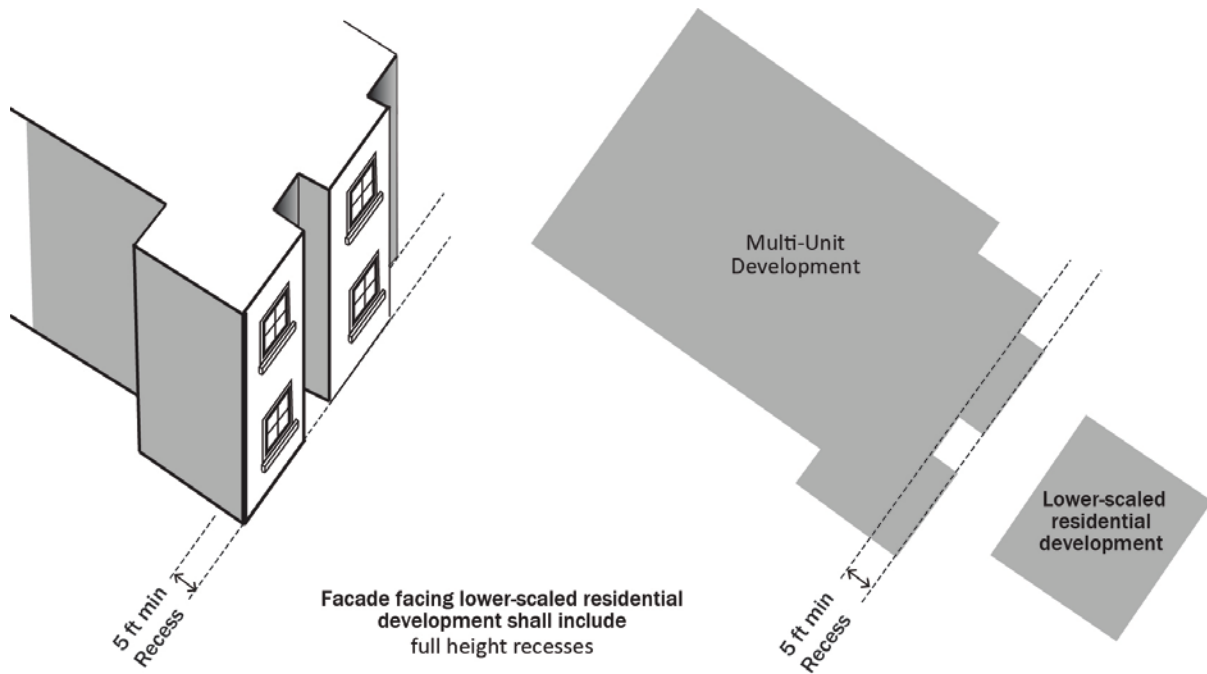 Multi-Unit
Development
Lower-scaled
residential
development
5 ft min
Recess
Facade facing lower-scaled residential
development shall include
full height recesses
5 ft min
Recess